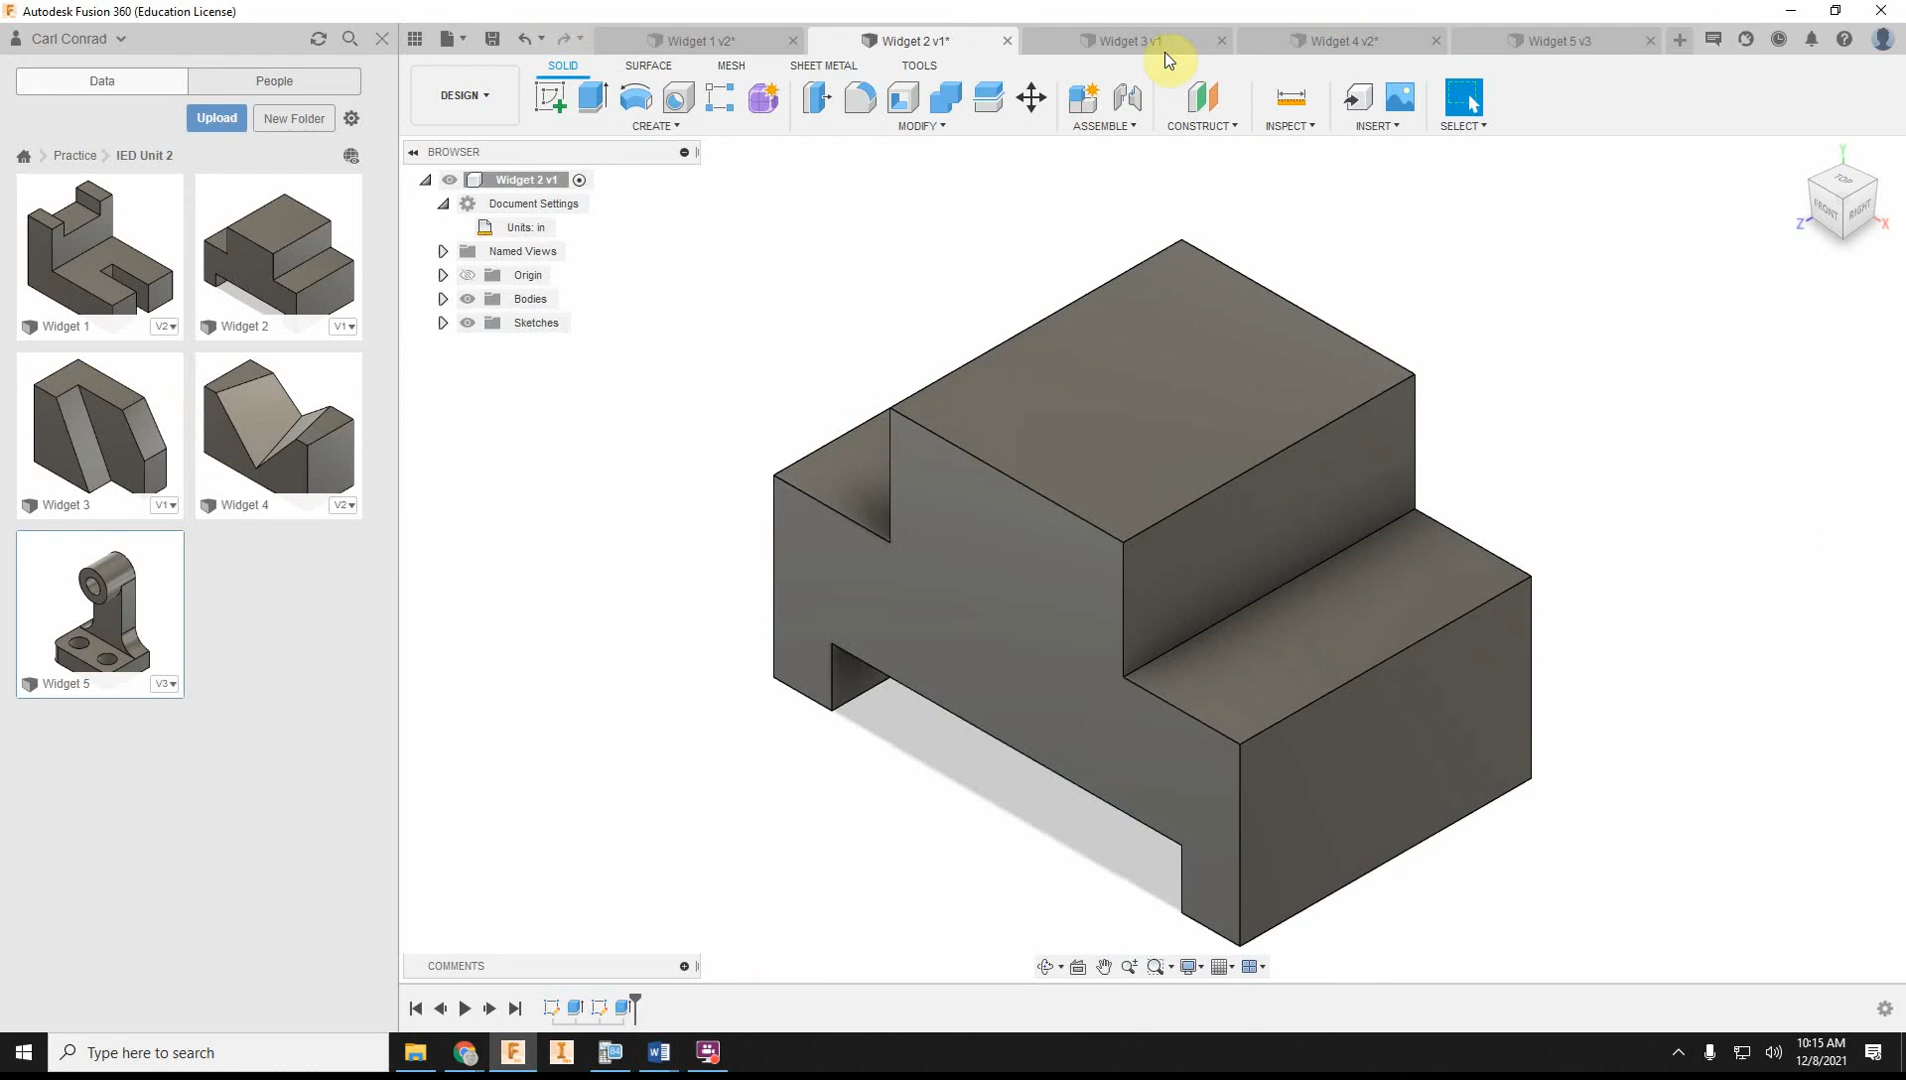 Autodesk Fusion 360 (Education License)
Carl Conrad
Widget 1 v2*
Widget 2 v1*
Widget 3 v1
Widget 4 v2*
Widget 5 v3
Data
People
SOLID
SURFACE
MESH
SHEET METAL
TOOLS
Upload
New Folder
DESIGN
CREATE
MODIFY
ASSEMBLE
CONSTRUCT
INSPECT
INSERT
SELECT
Practice
IED Unit 2
BROWSER
Widget 2 v1
Document Settings
Units: in
Named Views
Origin
Bodies
Sketches
Y
TOP
FRONT
RIGHT
Z
X
Widget 1
V2
Widget 2
V1
Widget 3
V1
Widget 4
V2
Widget 5
V3
COMMENTS
Type here to search
10:15 AM
12/8/2021